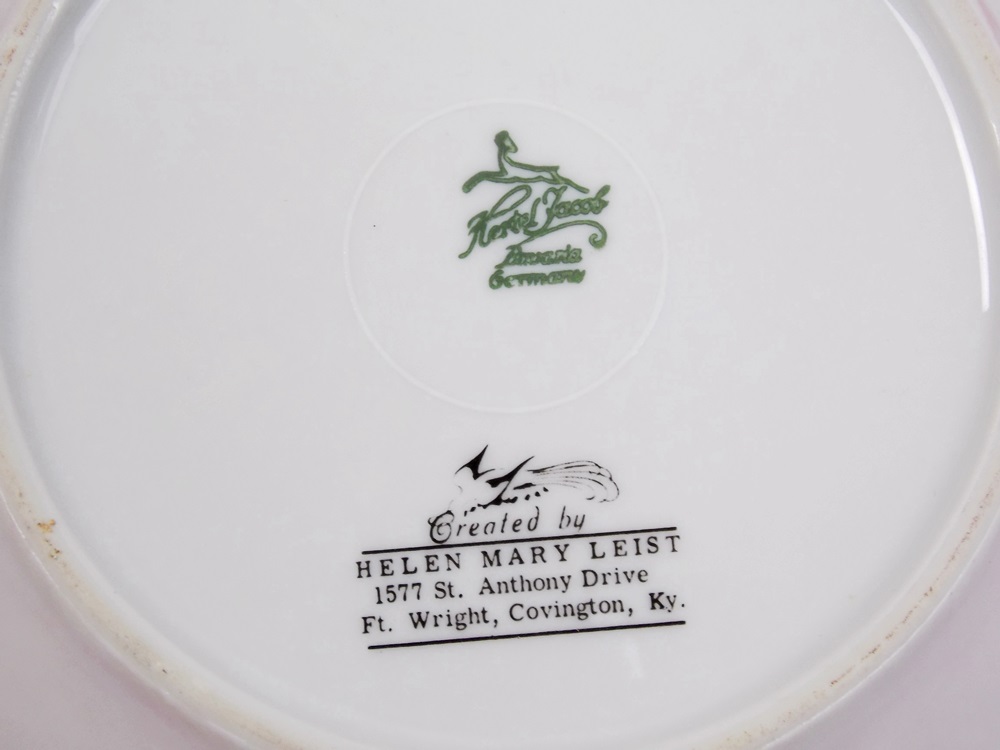 Hertel Jacob
Bavaria
Germany
Created by
HELEN MARY LEIST
1577 St. Anthony Drive
Ft. Wright, Covington, Ky.